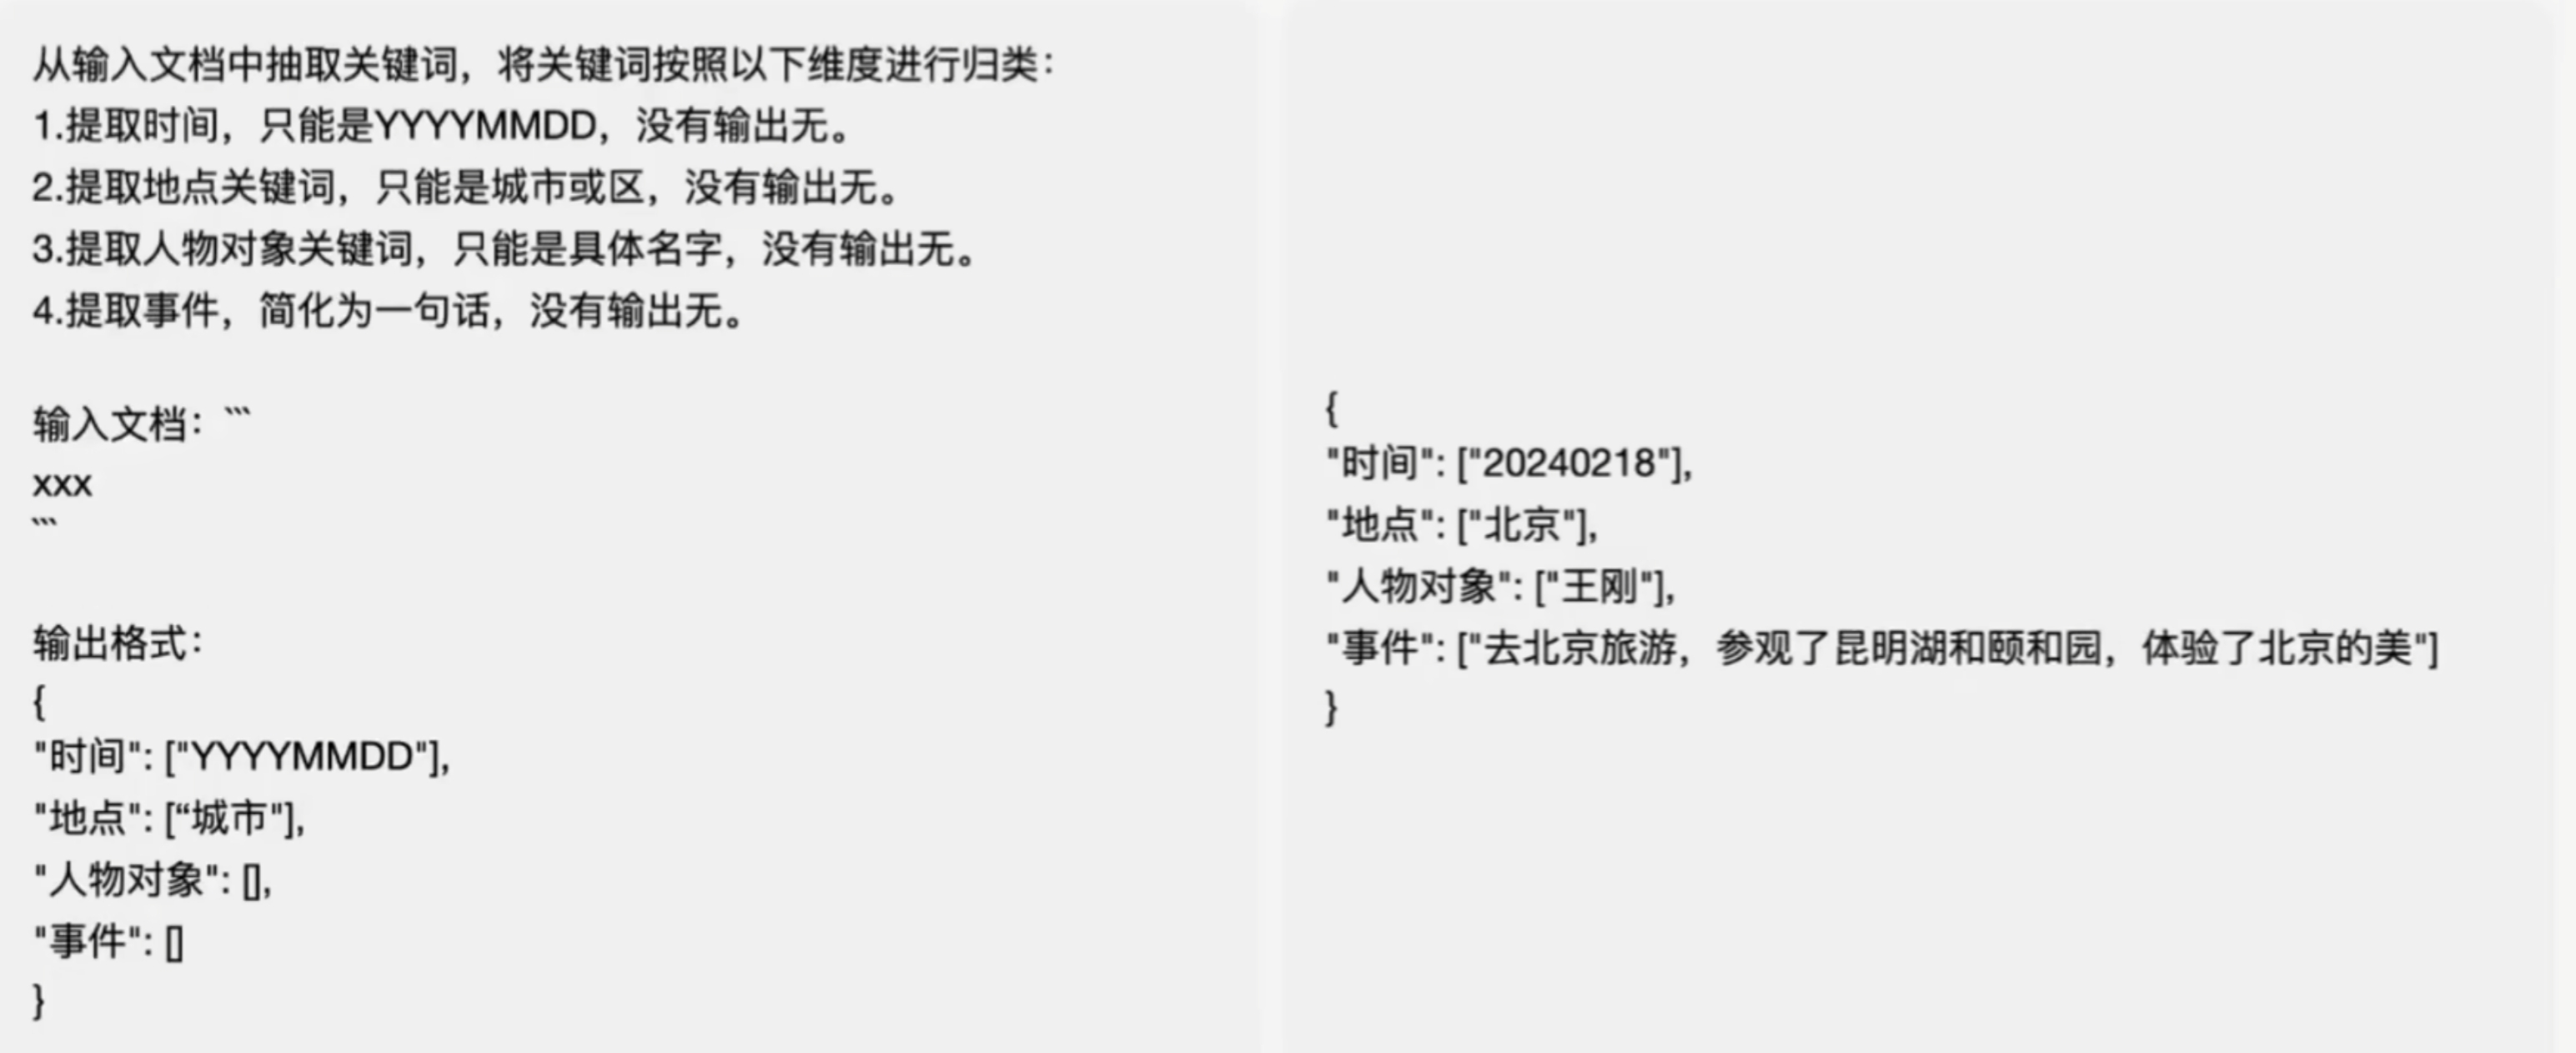 从输入文档中抽取关键词，将关键词按照以下维度进行归类：
1.提取时间，只能是YYYYMMDD，没有输出无。
2.提取地点关键词，只能是城市或区，没有输出无。
3.提取人物对象关键词，只能是具体名字，没有输出无。
4.提取事件，简化为一句话，没有输出无。
输入文档：```
xxx
```
输出格式：
{
"时间": ["YYYYMMDD"],
"地点": [“城市"],
"人物对象": [],
"事件": []
}
{
"时间": ["20240218"],
"地点": ["北京"],
"人物对象": ["王刚"],
"事件": ["去北京旅游，参观了昆明湖和颐和园，体验了北京的美"]
}